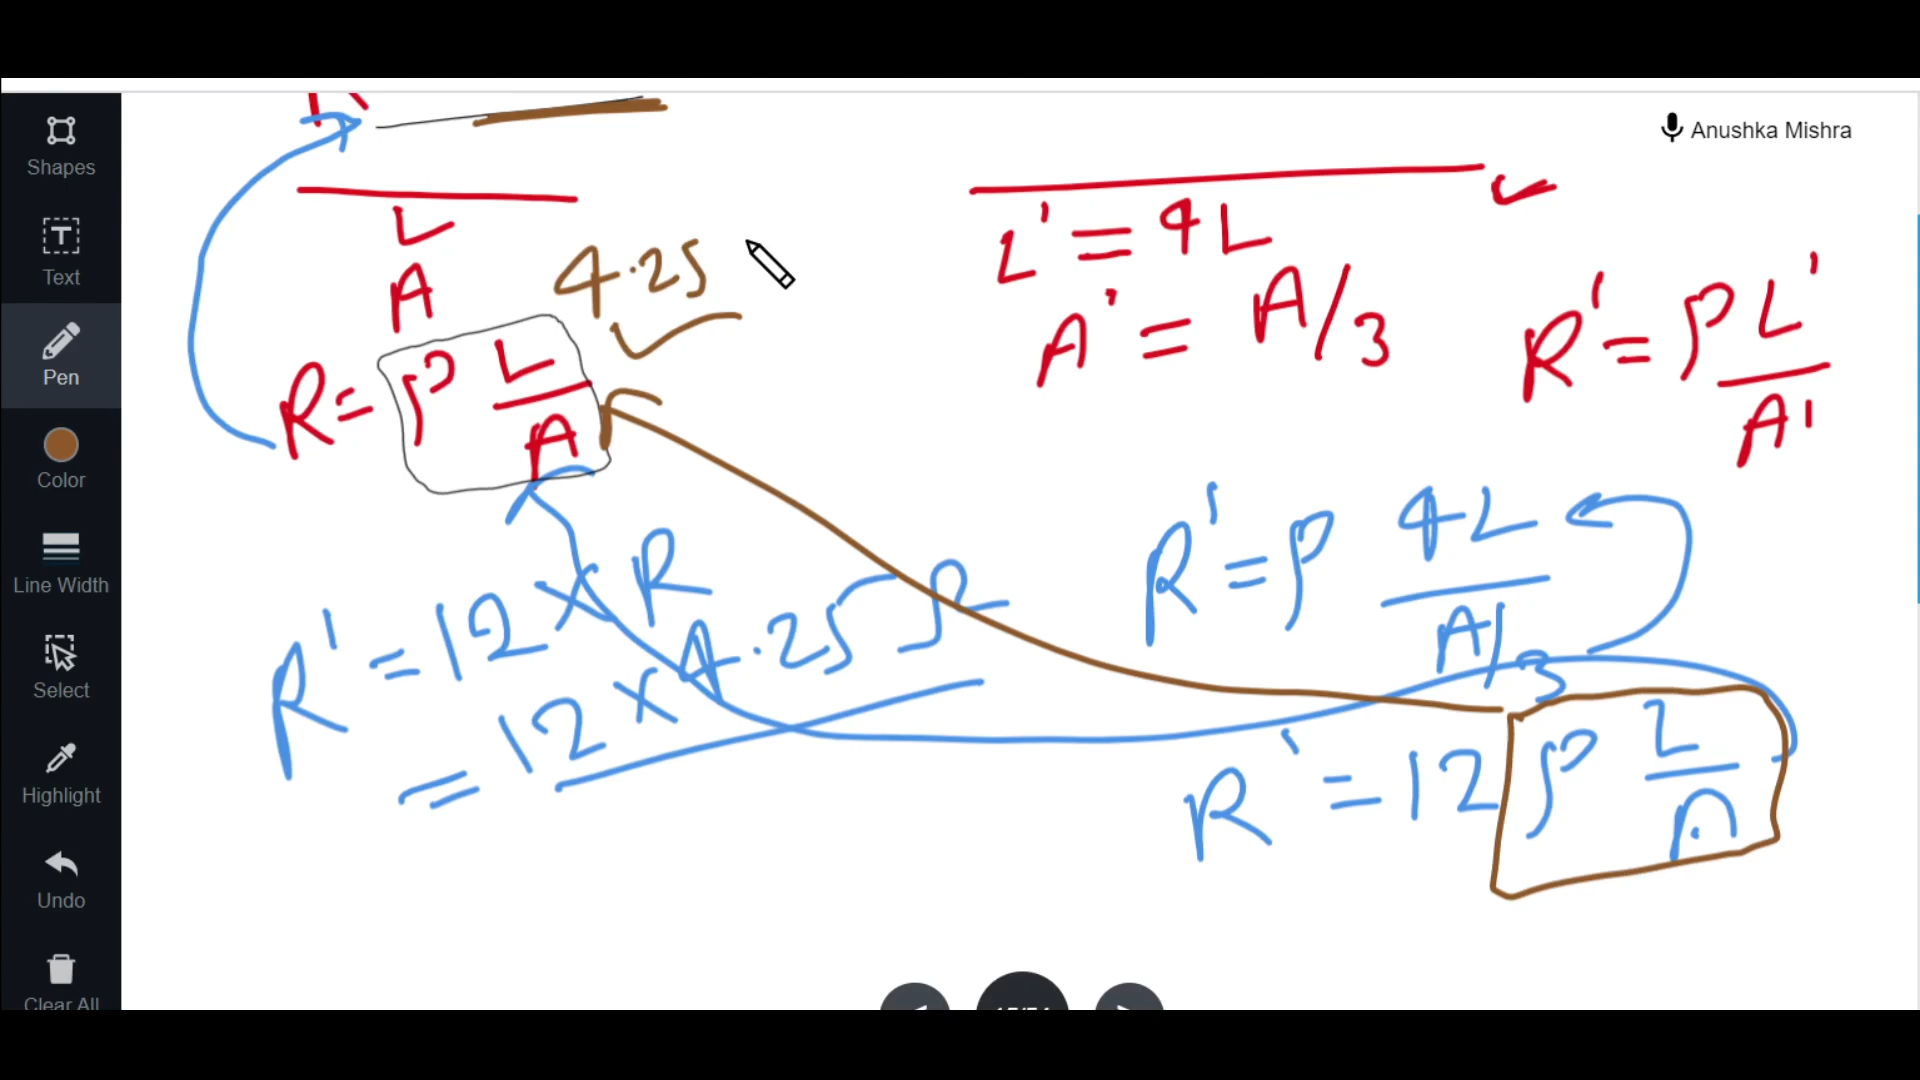 Shapes
Text
Pen
Color
Line Width
Select
Highlight
Undo
Clear All
Anushka Mishra
L
A
4.25
R = ρ L/A
L' = 4L
A' = A/3
R' = ρ L'/A'
R' = ρ 4L/A/3
R' = 12 ρ L/A
R' = 12 × R
= 12 × 4.25 Ω